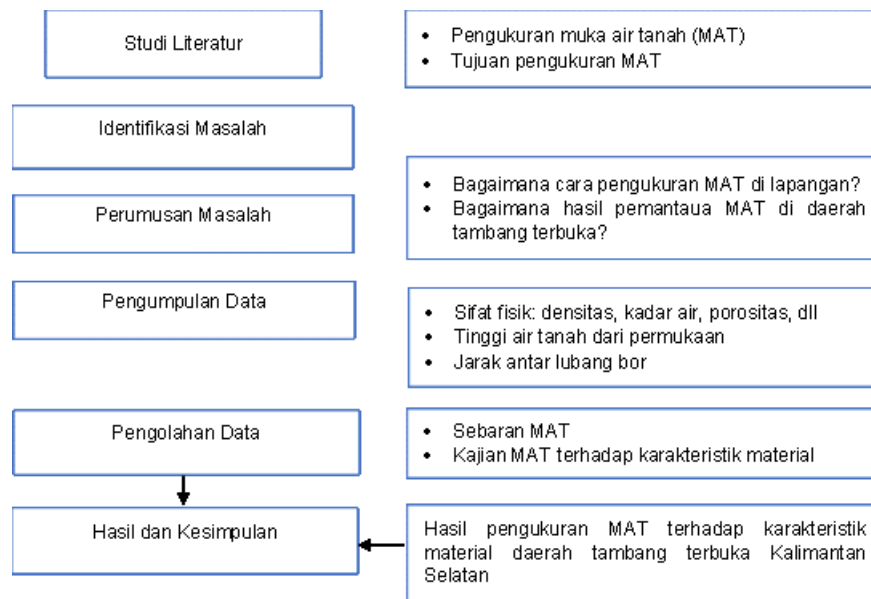 Studi Literatur
• Pengukuran muka air tanah (MAT)
• Tujuan pengukuran MAT
Identifikasi Masalah
Perumusan Masalah
• Bagaimana cara pengukuran MAT di lapangan?
• Bagaimana hasil pemantaua MAT di daerah
tambang terbuka?
Pengumpulan Data
• Sifat fisik: densitas, kadar air, porositas, dll
• Tinggi air tanah dari permukaan
• Jarak antar lubang bor
Pengolahan Data
• Sebaran MAT
• Kajian MAT terhadap karakteristik material
Hasil dan Kesimpulan
Hasil pengukuran MAT terhadap karakteristik
material daerah tambang terbuka Kalimantan
Selatan